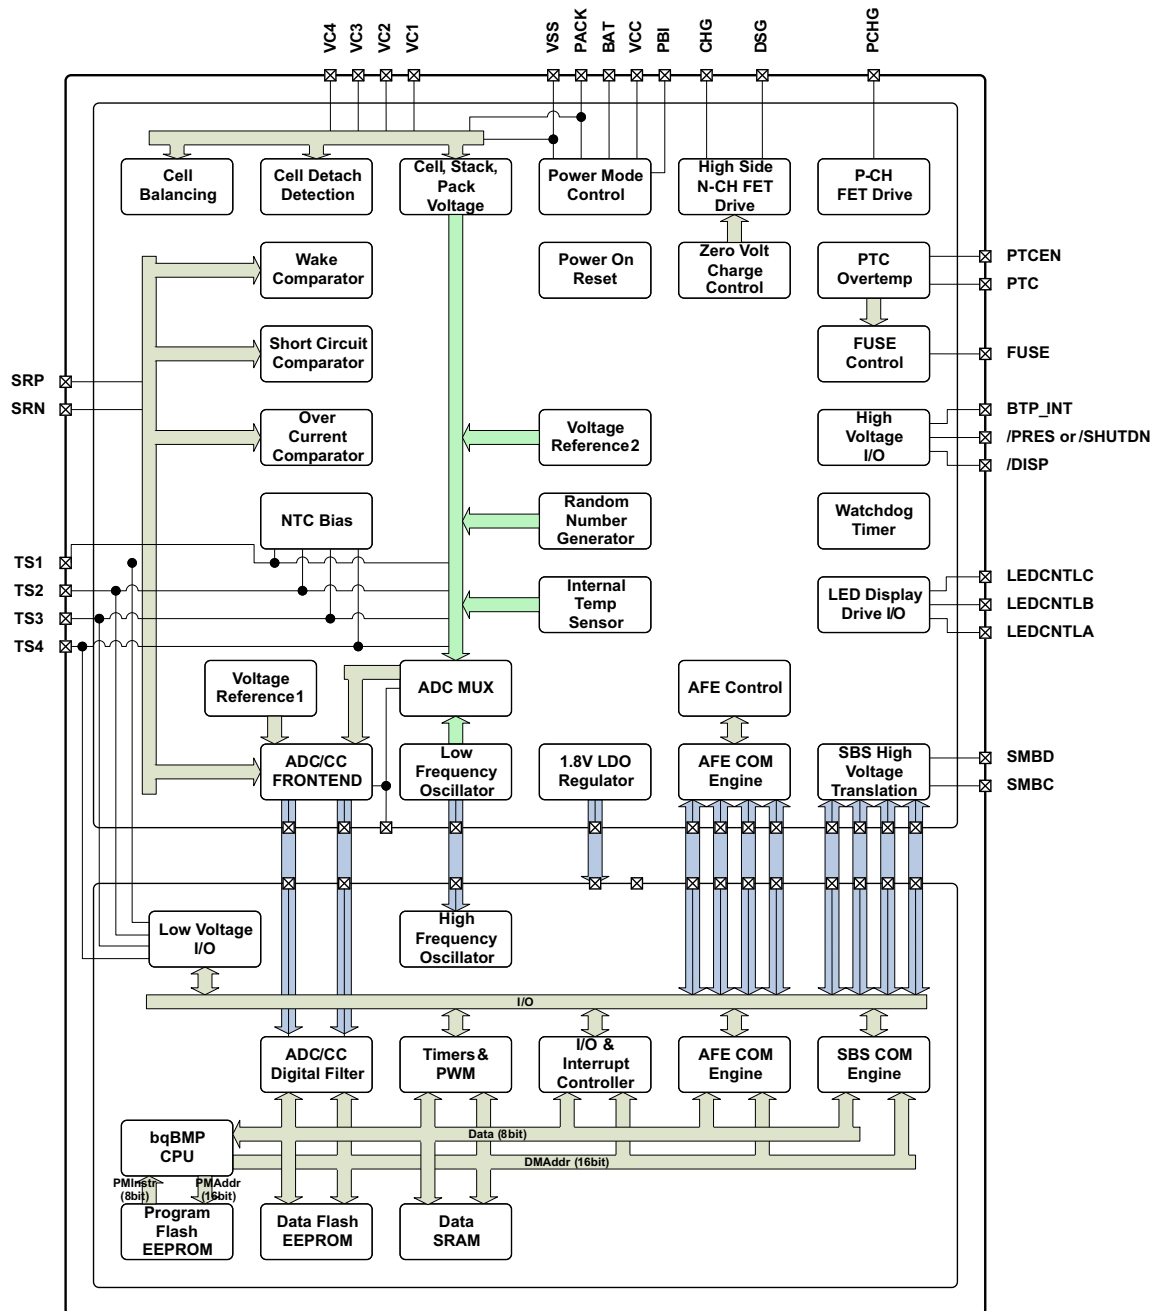 VC4
VC3
VC2
VC1
VSS
PACK
BAT
VCC
PBI
CHG
DSG
PCHG
Cell
Balancing
Cell Detach
Detection
Cell, Stack,
Pack
Voltage
Power Mode
Control
High Side
N-CH FET
Drive
P-CH
FET Drive
Wake
Comparator
Power On
Reset
Zero Volt
Charge
Control
PTC
Overtemp
PTCEN
PTC
Short Circuit
Comparator
FUSE
Control
FUSE
SRP
SRN
Over
Current
Comparator
Voltage
Reference2
High
Voltage
I/O
BTP_INT
/PRES or /SHUTDN
/DISP
NTC Bias
Random
Number
Generator
Watchdog
Timer
TS1
TS2
TS3
TS4
Internal
Temp
Sensor
LED Display
Drive I/O
LEDCNTLC
LEDCNTLB
LEDCNTLA
Voltage
Reference1
ADC MUX
AFE Control
ADC/CC
FRONTEND
Low
Frequency
Oscillator
1.8V LDO
Regulator
AFE COM
Engine
SBS High
Voltage
Translation
SMBD
SMBC
Low Voltage
I/O
High
Frequency
Oscillator
I/O
ADC/CC
Digital Filter
Timers&
PWM
I/O &
Interrupt
Controller
AFE COM
Engine
SBS COM
Engine
bqBMP
CPU
Data (8bit)
DMAddr (16bit)
PMInstr
(8bit)
PMAddr
(16bit)
Program
Flash
EEPROM
Data Flash
EEPROM
Data
SRAM